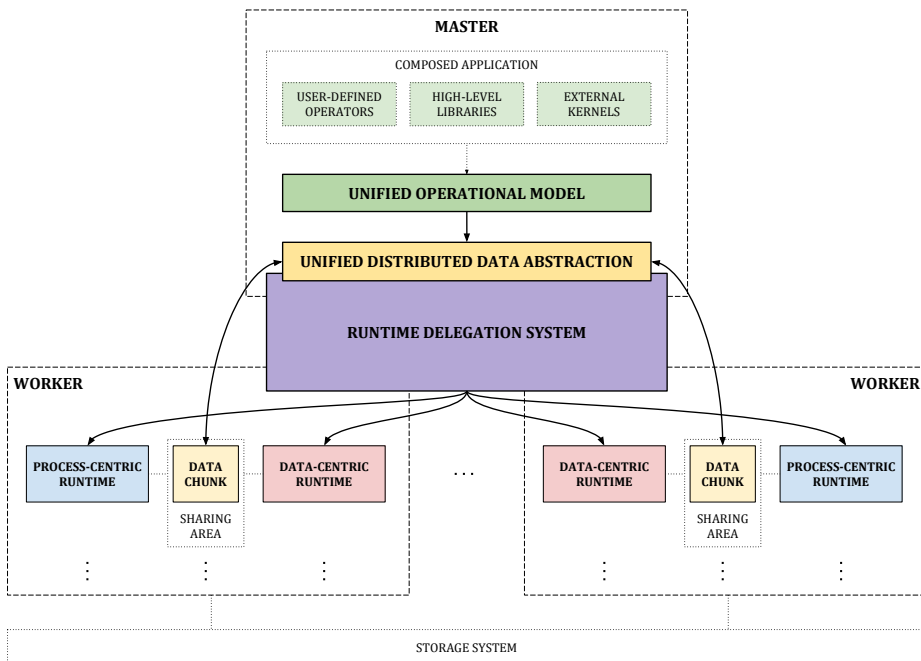 MASTER
COMPOSED APPLICATION
USER-DEFINED
OPERATORS
HIGH-LEVEL
LIBRARIES
EXTERNAL
KERNELS
UNIFIED OPERATIONAL MODEL
UNIFIED DISTRIBUTED DATA ABSTRACTION
RUNTIME DELEGATION SYSTEM
WORKER
WORKER
PROCESS-CENTRIC
RUNTIME
DATA
CHUNK
DATA-CENTRIC
RUNTIME
...
DATA-CENTRIC
RUNTIME
DATA
CHUNK
PROCESS-CENTRIC
RUNTIME
SHARING
AREA
SHARING
AREA
STORAGE SYSTEM